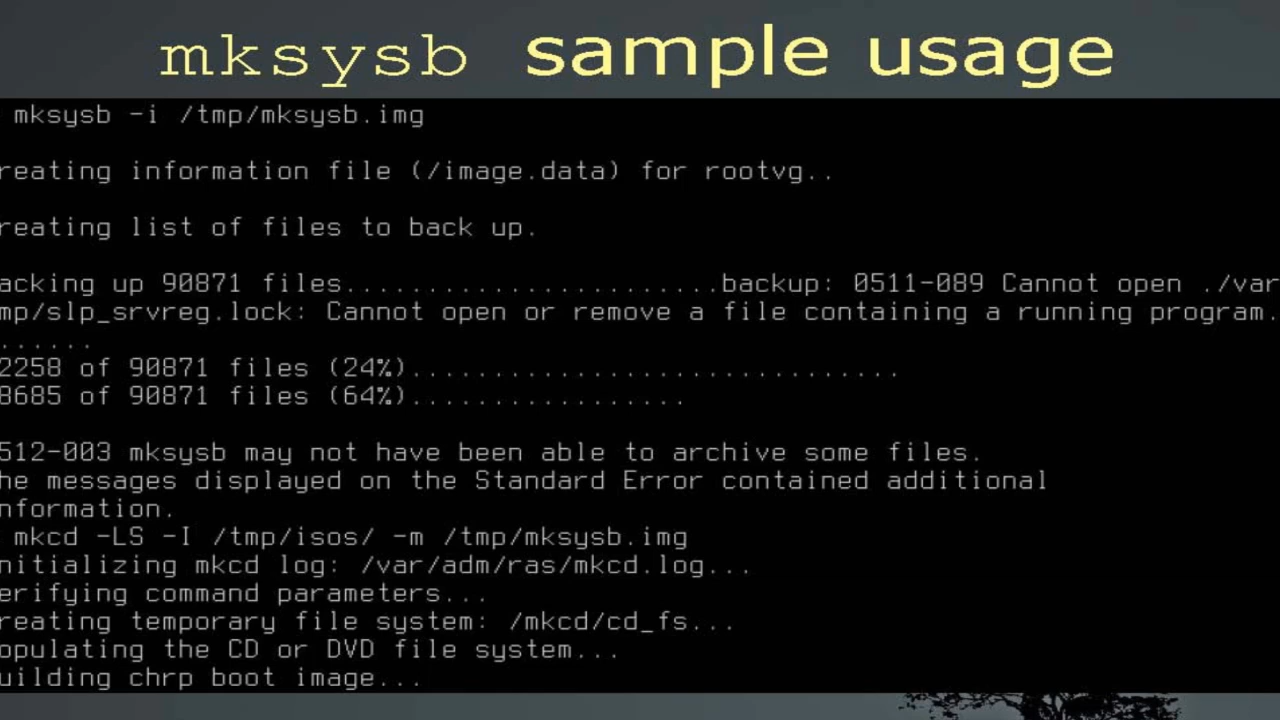 mksysb sample usage
mksysb -i /tmp/mksysb.img
reating information file (/image.data) for rootvg..
reating list of files to back up.
acking up 90871 files.......................backup: 0511-089 Cannot open ./var
mp/slp_srvreg.lock: Cannot open or remove a file containing a running program.
......
2258 of 90871 files (24%)..............................
8685 of 90871 files (64%).................
512-003 mksysb may not have been able to archive some files.
he messages displayed on the Standard Error contained additional
nformation.
mkcd -LS -I /tmp/isos/ -m /tmp/mksysb.img
nitializing mkcd log: /var/adm/ras/mkcd.log...
erifying command parameters...
reating temporary file system: /mkcd/cd_fs...
opulating the CD or DVD file system...
uilding chrp boot image...